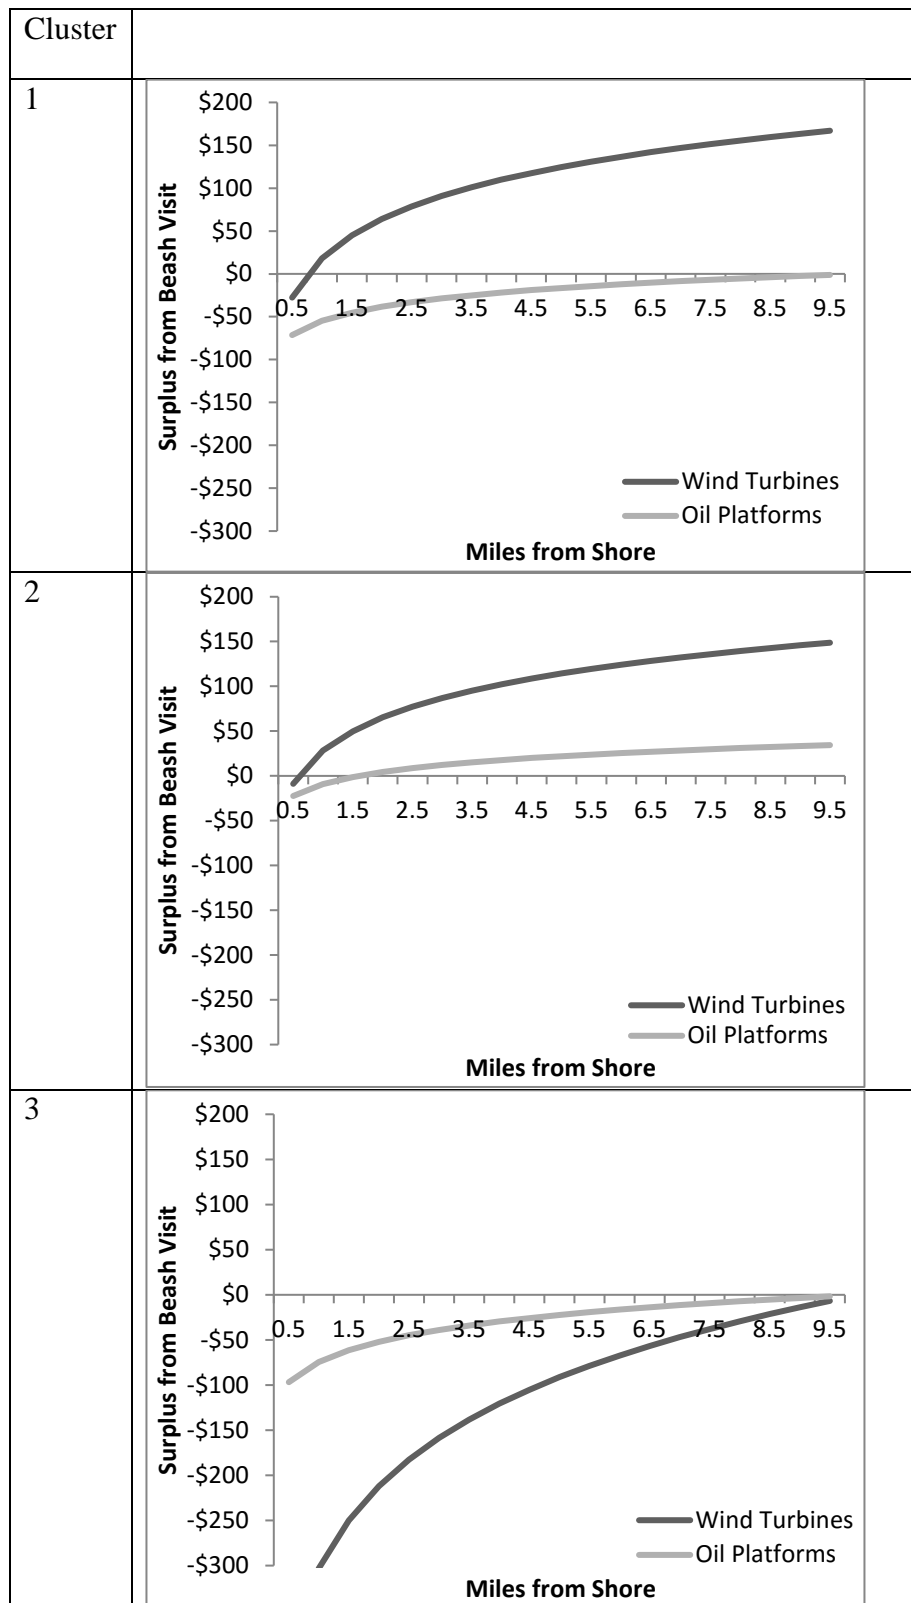 Cluster
1
$200
$150
$100
$50
$0
-$50
-$100
-$150
-$200
-$250
-$300
Surplus from Beash Visit
0.5 1.5 2.5 3.5 4.5 5.5 6.5 7.5 8.5 9.5
Wind Turbines
Oil Platforms
Miles from Shore
2
$200
$150
$100
$50
$0
-$50
-$100
-$150
-$200
-$250
-$300
Surplus from Beash Visit
0.5 1.5 2.5 3.5 4.5 5.5 6.5 7.5 8.5 9.5
Wind Turbines
Oil Platforms
Miles from Shore
3
$200
$150
$100
$50
$0
-$50
-$100
-$150
-$200
-$250
-$300
Surplus from Beash Visit
0.5 1.5 2.5 3.5 4.5 5.5 6.5 7.5 8.5 9.5
Wind Turbines
Oil Platforms
Miles from Shore